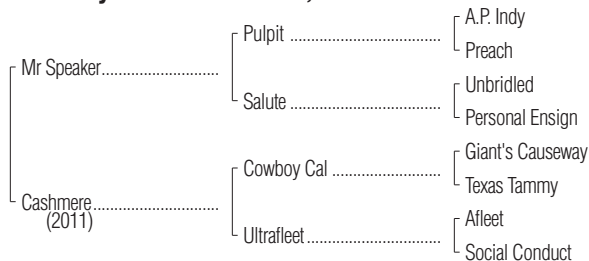 A.P. Indy
Pulpit
Preach
Mr Speaker
Unbridled
Salute
Personal Ensign
Giant's Causeway
Cowboy Cal
Texas Tammy
Cashmere
(2011)
Afleet
Ultrafleet
Social Conduct